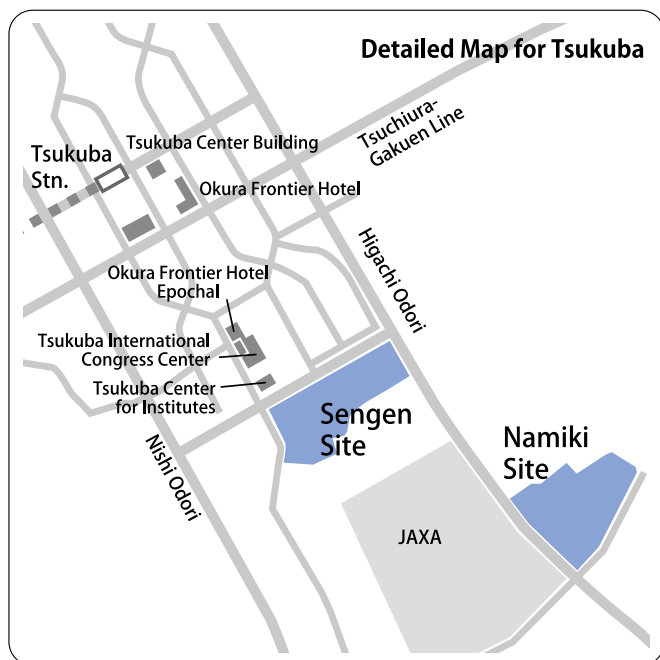 Detailed Map for Tsukuba
Tsuchiura-
Gakuen Line
Tsukuba Center Building
Tsukuba
Stn.
Okura Frontier Hotel
Higachi Odori
Okura Frontier Hotel
Epochal
Tsukuba International
Congress Center
Tsukuba Center
for Institutes
Sengen
Site
Namiki
Site
Nishi Odori
JAXA